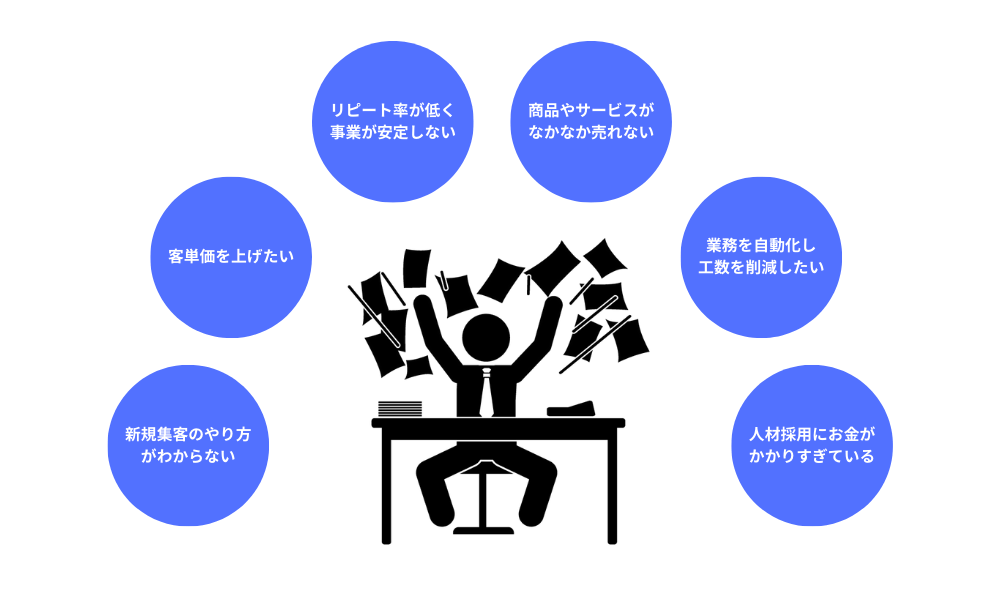 リピート率が低く
事業が安定しない
商品やサービスが
なかなか売れない
客単価を上げたい
業務を自動化し
工数を削減したい
新規集客のやり方
がわからない
人材採用にお金が
かかりすぎている